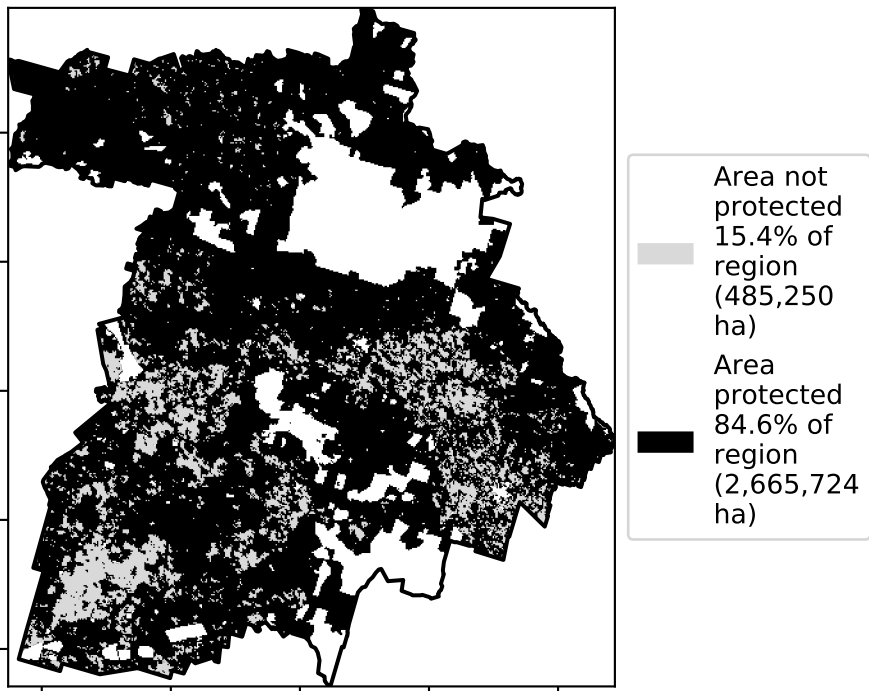 Area not
protected
15.4% of
region
(485,250
ha)
Area
protected
84.6% of
region
(2,665,724
ha)